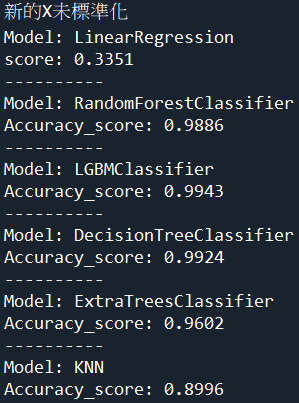 新的X未標準化
Model: LinearRegression
score: 0.3351
----------
Model: RandomForestClassifier
Accuracy_score: 0.9886
----------
Model: LGBMClassifier
Accuracy_score: 0.9943
----------
Model: DecisionTreeClassifier
Accuracy_score: 0.9924
----------
Model: ExtraTreesClassifier
Accuracy_score: 0.9602
----------
Model: KNN
Accuracy_score: 0.8996